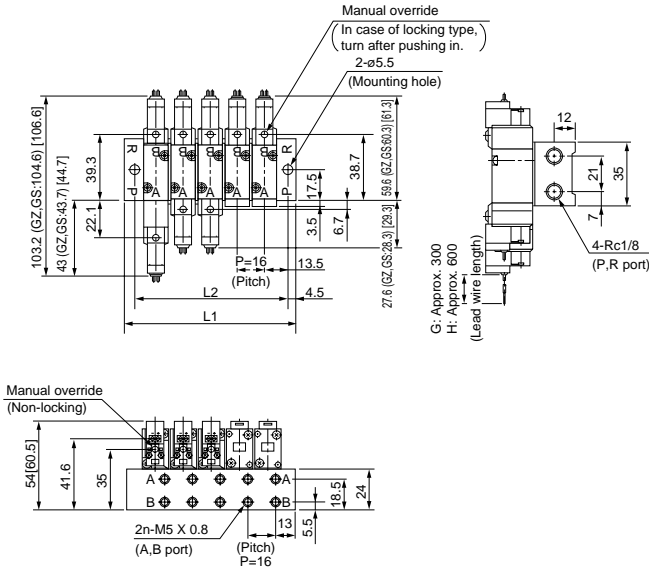 Manual override
(In case of locking type,
turn after pushing in.)
2-ø5.5
(Mounting hole)
103.2 (GZ,GS:104.6) [106.6]
43 (GZ,GS:43.7) [44.7]
39.3
22.1
R
P
B
A
B
A
B
A
B
A
B
A
R
P
17.5
3.5
6.7
38.7
59.6 (GZ,GS:60.3) [61.3]
27.6 (GZ,GS:28.3) [29.3]
P=16
(Pitch)
13.5
L2
4.5
L1
12
21
35
7
4-Rc1/8
(P,R port)
G: Approx. 300
H: Approx. 600
(Lead wire length)
Manual override
(Non-locking)
54[60.5]
41.6
35
A
A
B
B
18.5
24
5.5
13
2n-M5 X 0.8
(A,B port)
(Pitch)
P=16